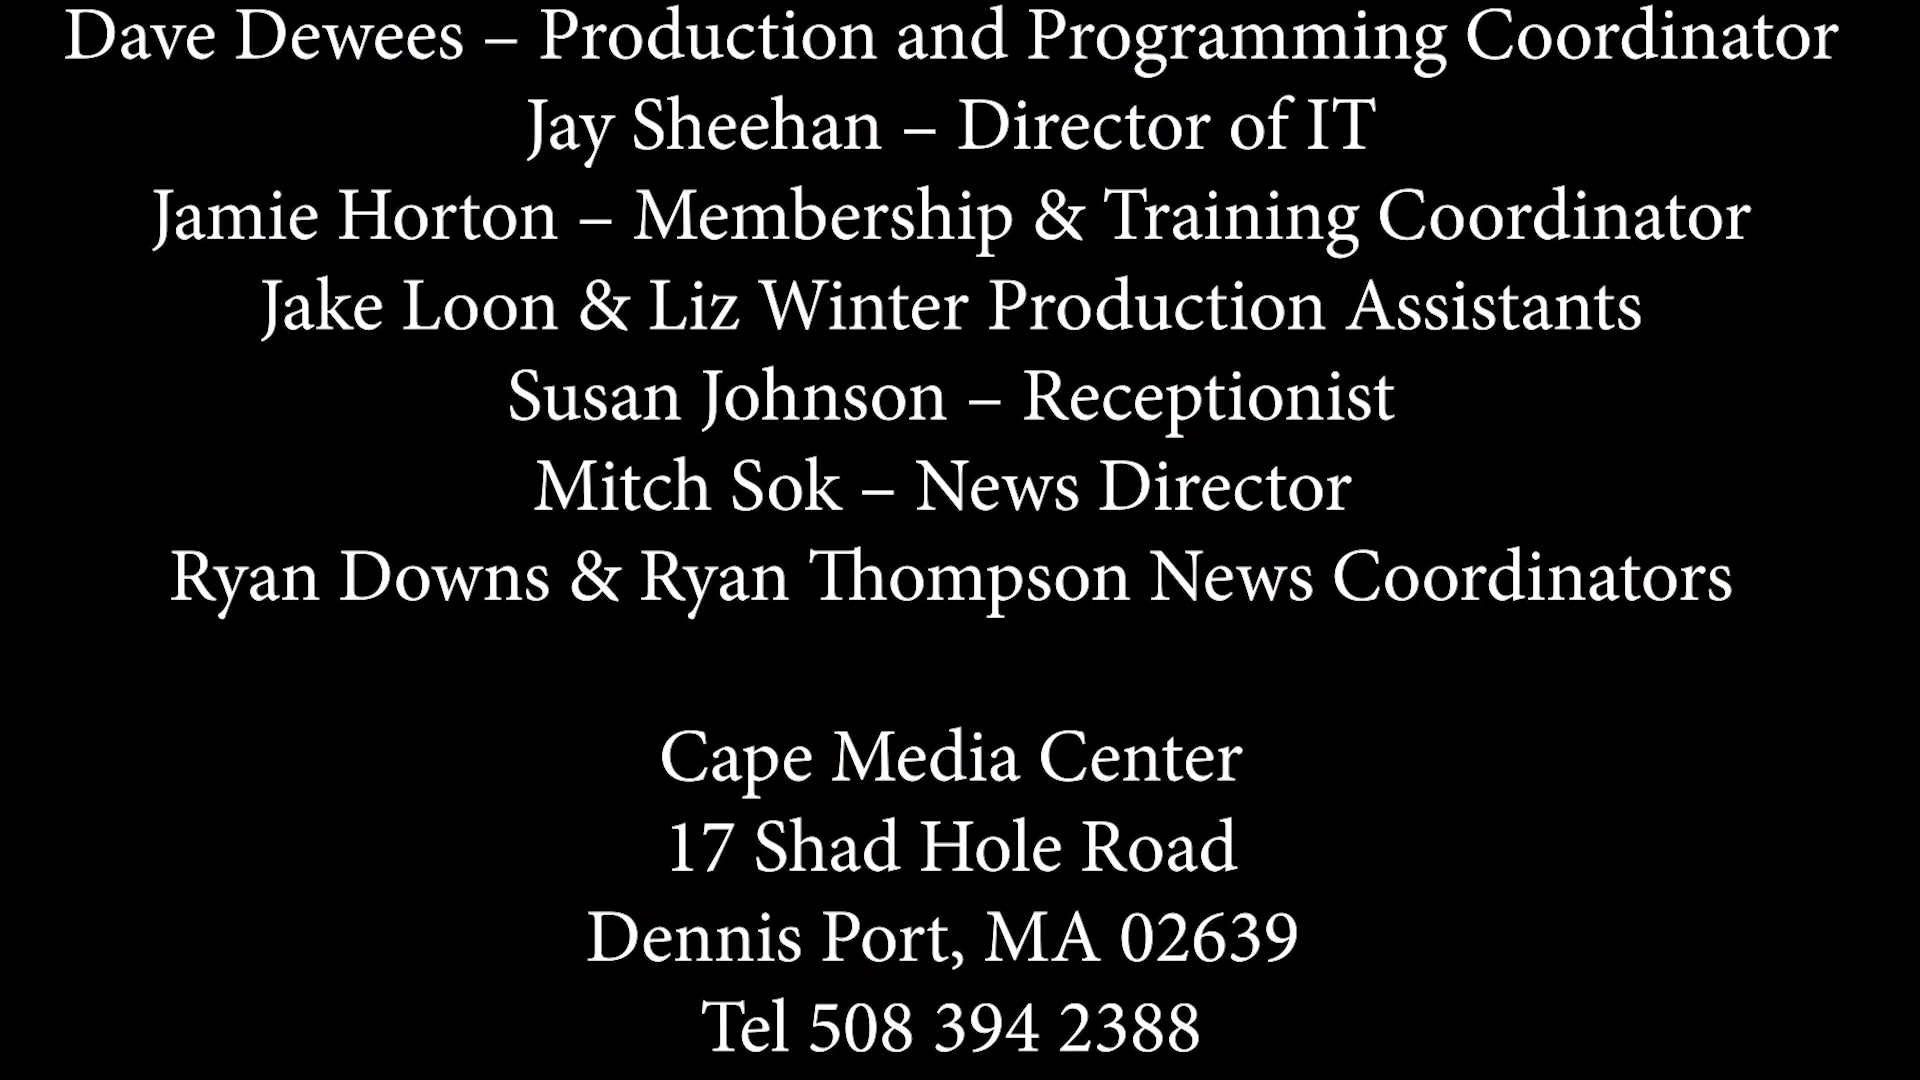 Dave Dewees – Production and Programming Coordinator
Jay Sheehan – Director of IT
Jamie Horton – Membership & Training Coordinator
Jake Loon & Liz Winter Production Assistants
Susan Johnson – Receptionist
Mitch Sok – News Director
Ryan Downs & Ryan Thompson News Coordinators
Cape Media Center
17 Shad Hole Road
Dennis Port, MA 02639
Tel 508 394 2388